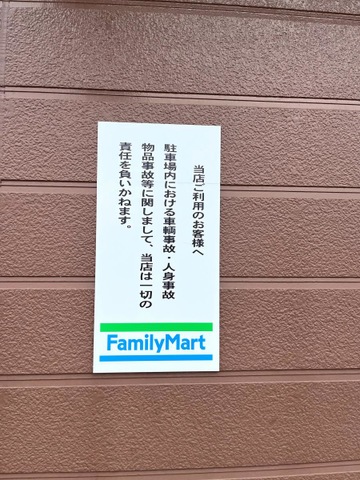 当店ご利用のお客様へ
駐車場内における車輌事故・人身事故
物品事故等に関しまして、当店は一切の
責任を負いかねます。
FamilyMart